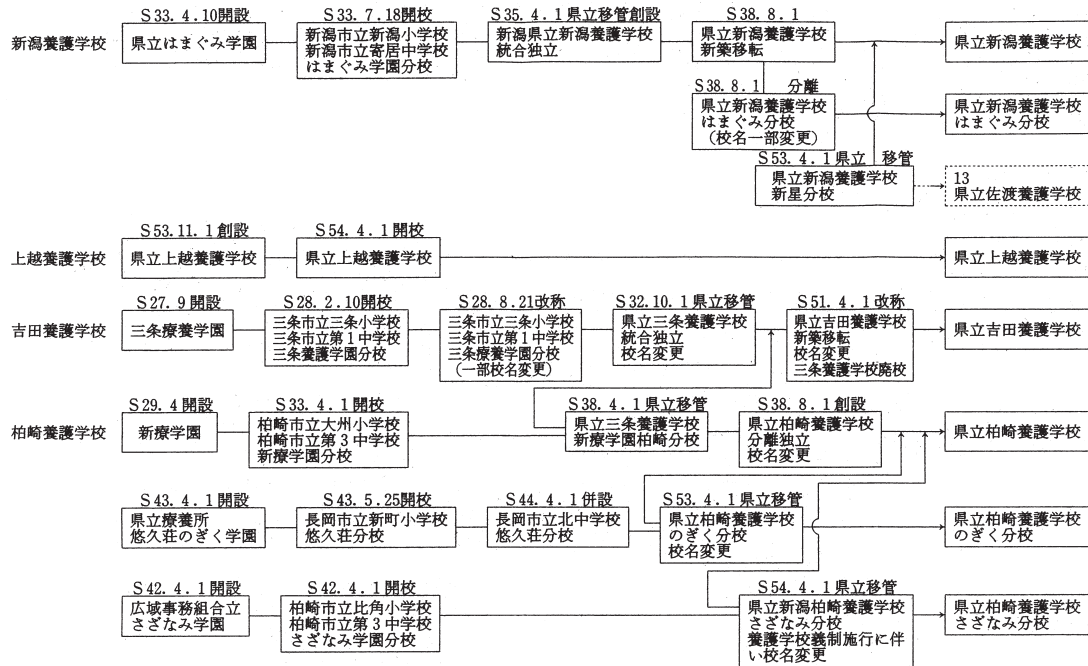 S33.4.10開設
S33.7.18開校
S35.4.1県立移管創設
S38.8.1
新潟養護学校
県立はまぐみ学園
新潟市立新潟小学校
新潟市立寄居中学校
はまぐみ学園分校
新潟県立新潟養護学校
統合独立
県立新潟養護学校
新築移転
県立新潟養護学校
S38.8.1 分離
県立新潟養護学校
はまぐみ分校
(校名一部変更)
県立新潟養護学校
はまぐみ分校
S53.4.1県立 移管
県立新潟養護学校
新星分校
13
県立佐渡養護学校
S53.11.1創設
S54.4.1開校
上越養護学校
県立上越養護学校
県立上越養護学校
県立上越養護学校
S27.9開設
S28.2.10開校
S28.8.21改称
S32.10.1県立移管
S51.4.1改称
吉田養護学校
三条療養学園
三条市立三条小学校
三条市立第1中学校
三条養護学園分校
三条市立三条小学校
三条市立第1中学校
三条療養学園分校
(一部校名変更)
県立三条養護学校
統合独立
校名変更
県立吉田養護学校
新築移転
校名変更
三条養護学校廃校
県立吉田養護学校
S29.4開設
S33.4.1開校
S38.4.1県立移管
S38.8.1創設
柏崎養護学校
新療学園
柏崎市立大州小学校
柏崎市立第3中学校
新療学園分校
県立三条養護学校
新療学園柏崎分校
県立柏崎養護学校
分離独立
校名変更
県立柏崎養護学校
S43.4.1開設
S43.5.25開校
S44.4.1併設
S53.4.1県立移管
県立療養所
悠久荘のぎく学園
長岡市立新町小学校
悠久荘分校
長岡市立北中学校
悠久荘分校
県立柏崎養護学校
のぎく分校
校名変更
県立柏崎養護学校
のぎく分校
S42.4.1開設
S42.4.1開校
S54.4.1県立移管
広域事務組合立
さざなみ学園
柏崎市立比角小学校
柏崎市立第3中学校
さざなみ学園分校
県立新潟柏崎養護学校
さざなみ分校
養護学校義制施行に伴
い校名変更
県立柏崎養護学校
さざなみ分校